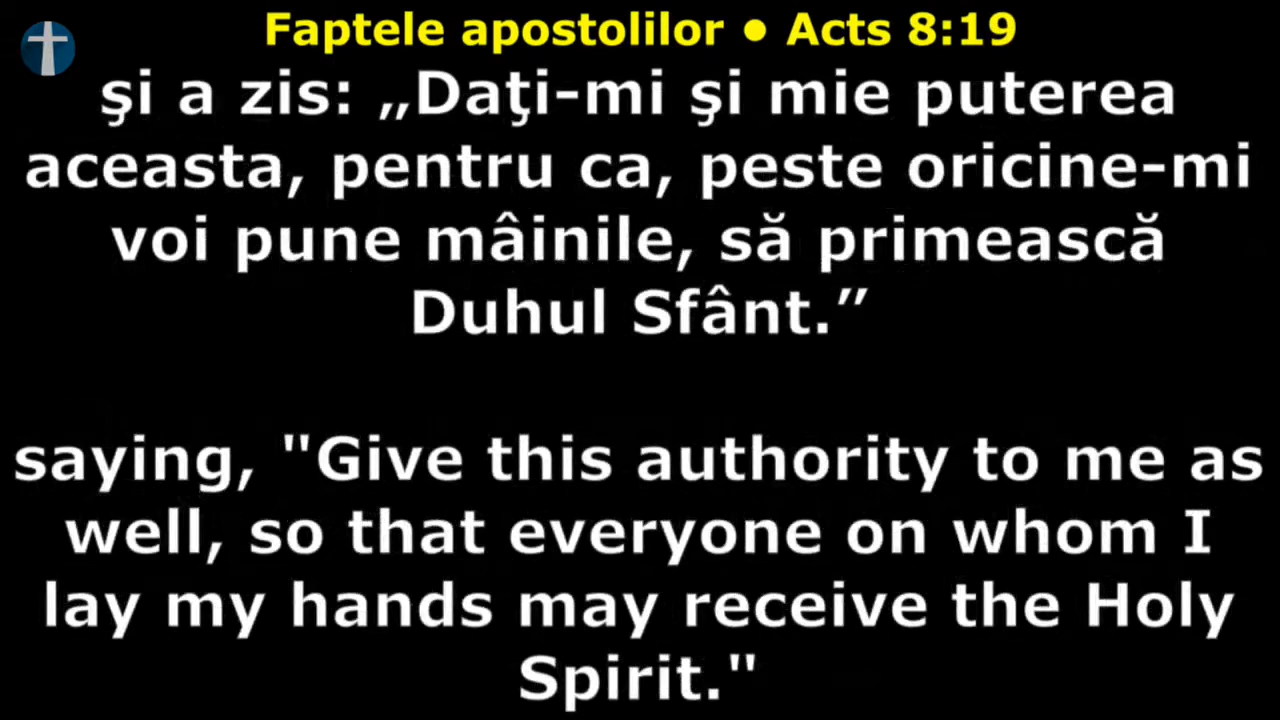 Faptele apostolilor ● Acts 8:19
şi a zis: „Daţi-mi şi mie puterea
aceasta, pentru ca, peste oricine-mi
voi pune mâinile, să primească
Duhul Sfânt.”
saying, "Give this authority to me as
well, so that everyone on whom I
lay my hands may receive the Holy
Spirit."